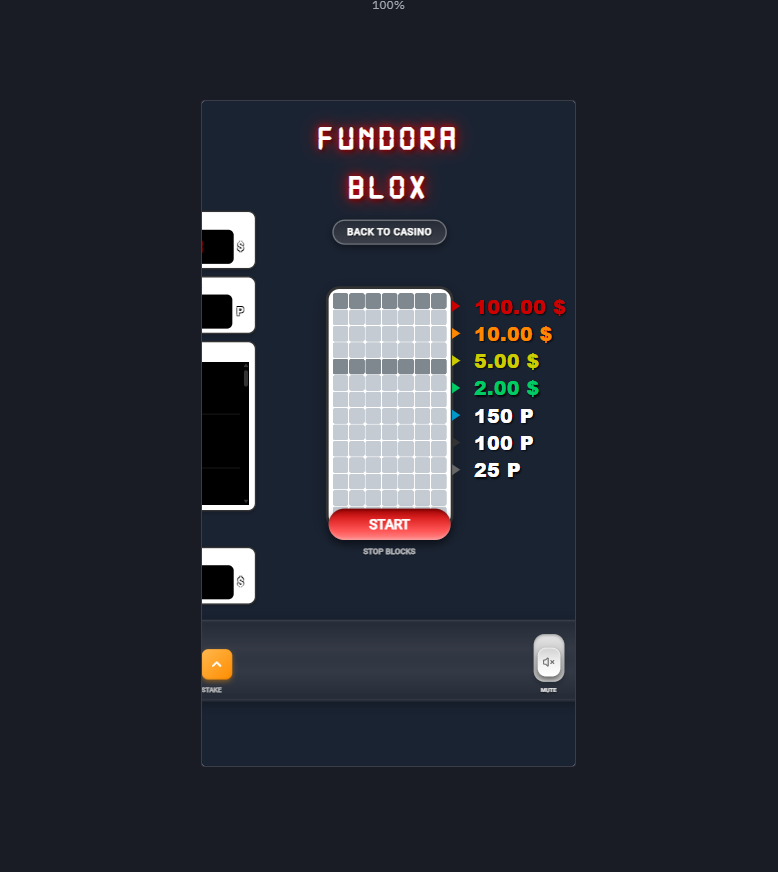 100%
FUNDORA
BLOX
BACK TO CASINO
$
P
$
100.00 $
10.00 $
5.00 $
2.00 $
150 P
100 P
25 P
START
STOP BLOCKS
STAKE
MUTE